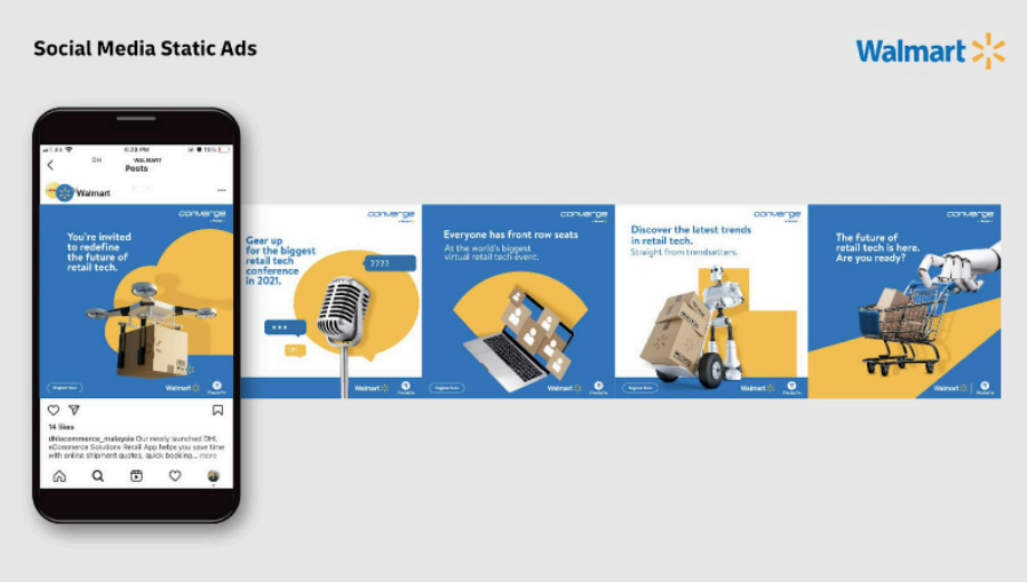 Social Media Static Ads
Walmart
6:23 PM
DH
WALMART
Posts
Walmart
converge
You're invited
to redefine
the future of
retail tech.
Register Now
Walmart
14 likes
dhlecommerce_malaysia Our newly launched DHL
eCommerce Solutions Retail App helps you save time
with online shipment quotes, quick booking... more
converge
Gear up
for the biggest
retail tech
conference
in 2021.
????
Walmart
converge
Everyone has front row seats
At the world's biggest
virtual retail tech event.
Register Now
Walmart
converge
Discover the latest trends
in retail tech.
Straight from trendsetters.
Register Now
Walmart
converge
The future of
retail tech is here.
Are you ready?
Walmart